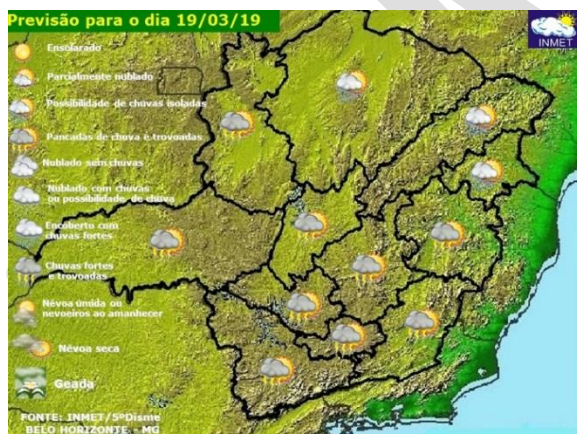 Previsão para o dia 19/03/19
INMET
Ensolarado
Parcialmente nublado
Possibilidade de chuvas isoladas
Pancadas de chuva e trovoadas
Nublado sem chuvas
Nublado com chuvas
ou possibilidade de chuva
Encoberto com
chuvas fortes
Chuvas fortes
e trovoadas
Névoa úmida ou
nevoeiros ao amanhecer
Névoa seca
Geada
FONTE: INMET/5ºDisme
BELO HORIZONTE - MG